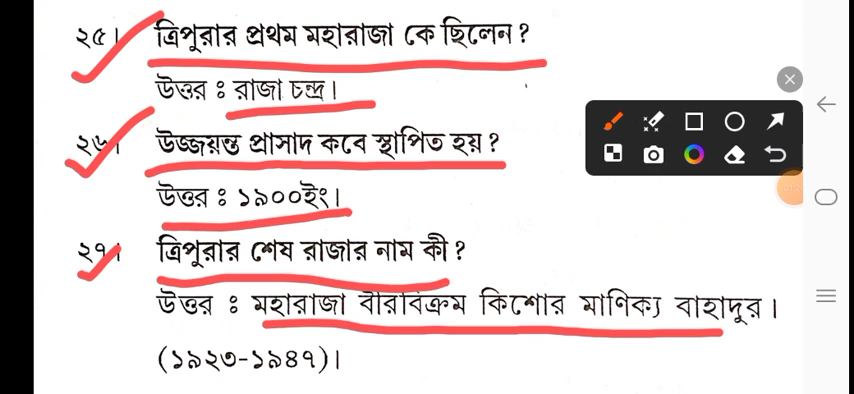 ২৫। ত্রিপুরার প্রথম মহারাজা কে ছিলেন ?
উত্তর ঃ রাজা চন্দ্র।
২৬। উজ্জয়ন্ত প্রাসাদ কবে স্থাপিত হয় ?
উত্তর ঃ ১৯০০ইং।
২৭। ত্রিপুরার শেষ রাজার নাম কী ?
উত্তর ঃ মহারাজা বীরবিক্রম কিশোর মাণিক্য বাহাদুর।
(১৯২৩-১৯৪৭)।